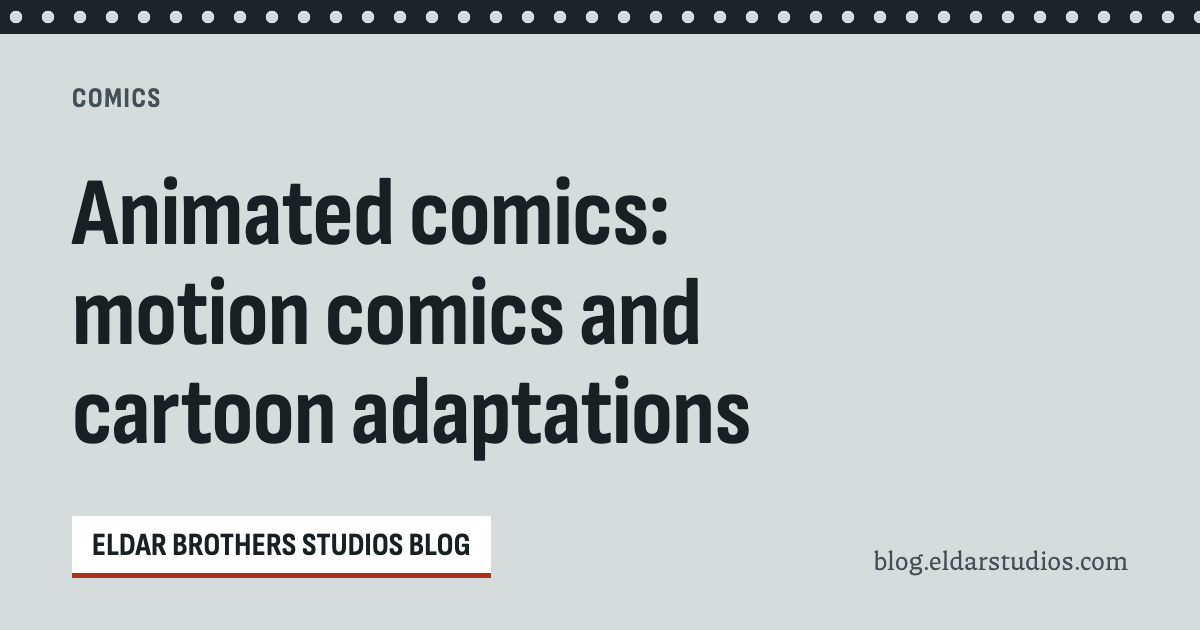 COMICS
Animated comics:
motion comics and
cartoon adaptations
ELDAR BROTHERS STUDIOS BLOG
blog.eldarstudios.com